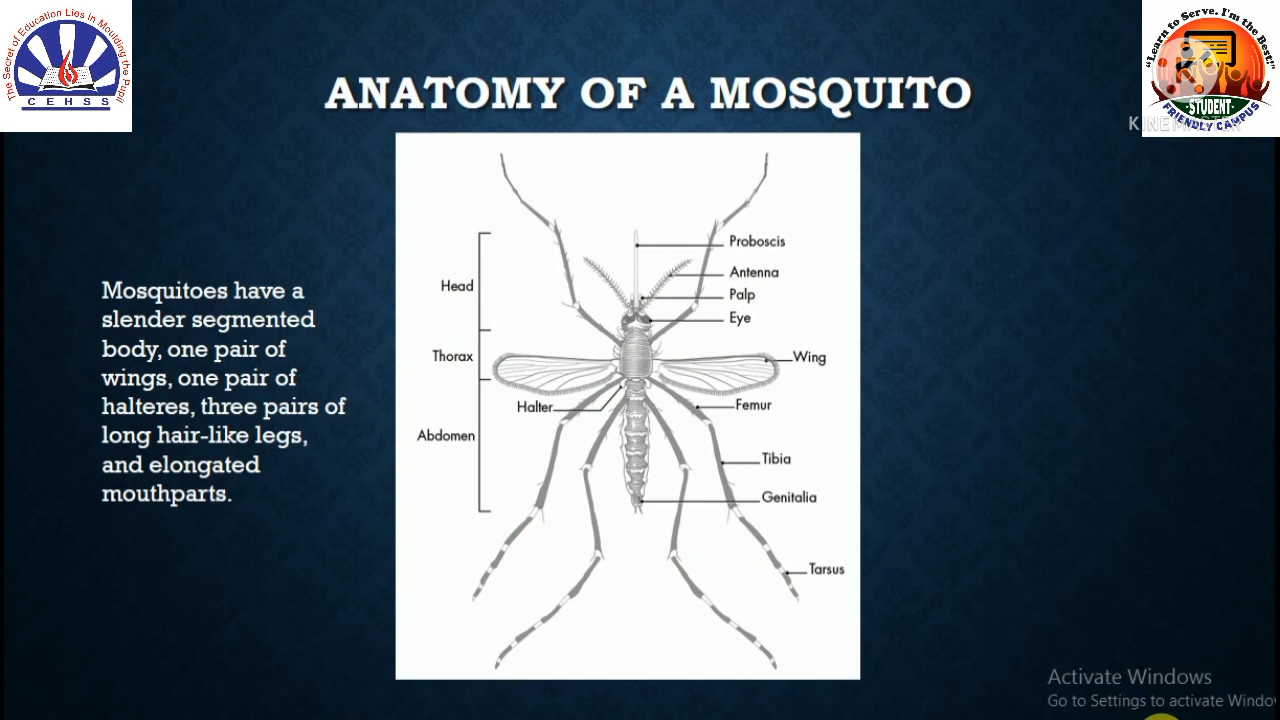 The Secret of Education Lies in Moulding the Pupil
CEHSS
"Learn to Serve. I'm the Best!"
STUDENT
FRIENDLY CAMPUS
KINEMASTER
ANATOMY OF A MOSQUITO
Mosquitoes have a
slender segmented
body, one pair of
wings, one pair of
halteres, three pairs of
long hair-like legs,
and elongated
mouthparts.
Head
Thorax
Abdomen
Halter
Proboscis
Antenna
Palp
Eye
Wing
Femur
Tibia
Genitalia
Tarsus
Activate Windows
Go to Settings to activate Windo